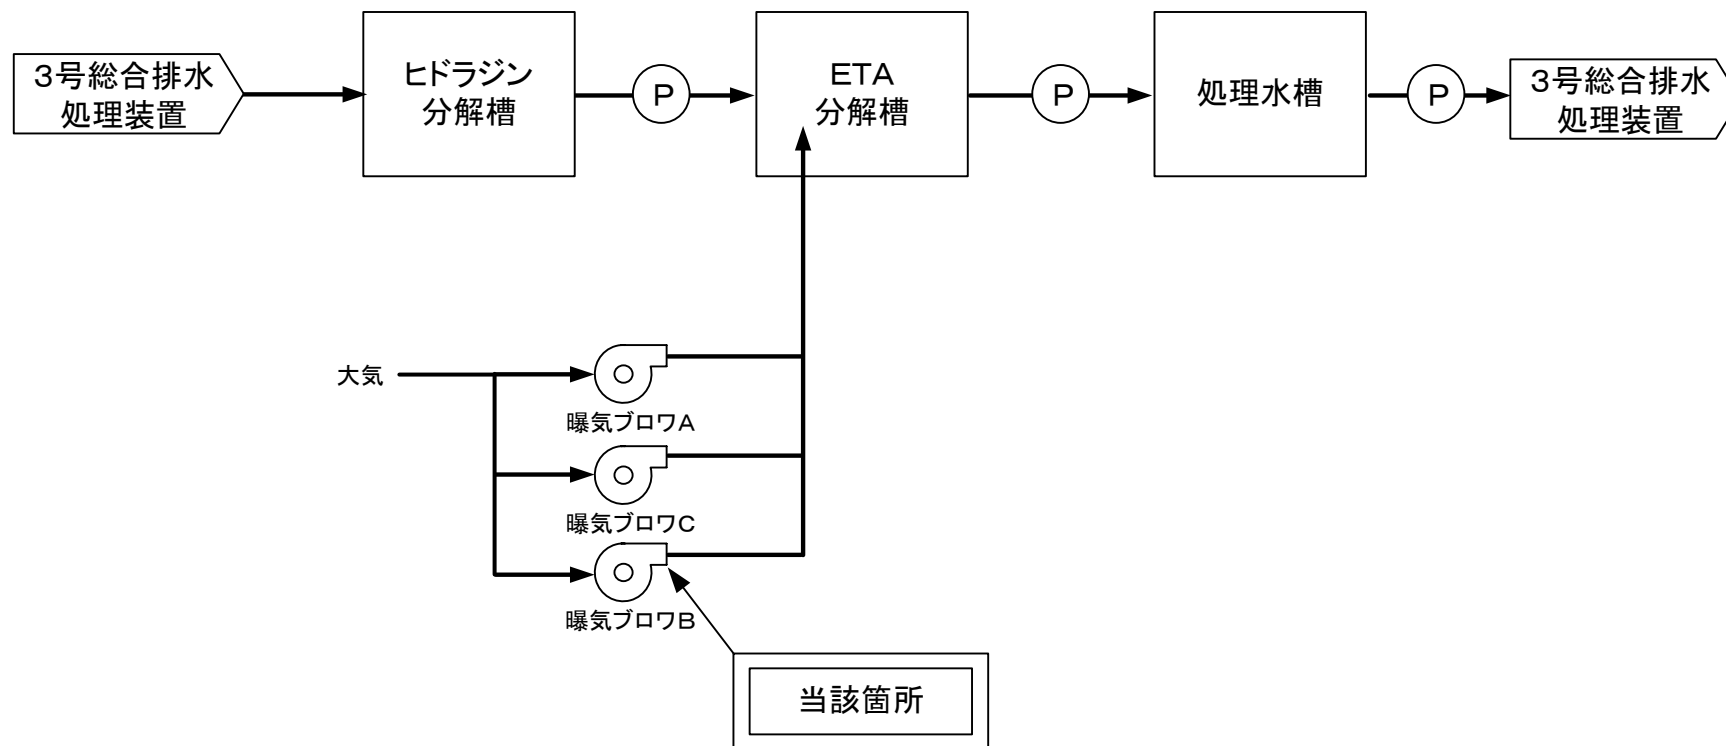 ３号総合排水
処理装置
ヒドラジン
分解槽
Ｐ
ＥＴＡ
分解槽
Ｐ
処理水槽
Ｐ
３号総合排水
処理装置
大気
曝気ブロワＡ
曝気ブロワＣ
曝気ブロワＢ
当該箇所